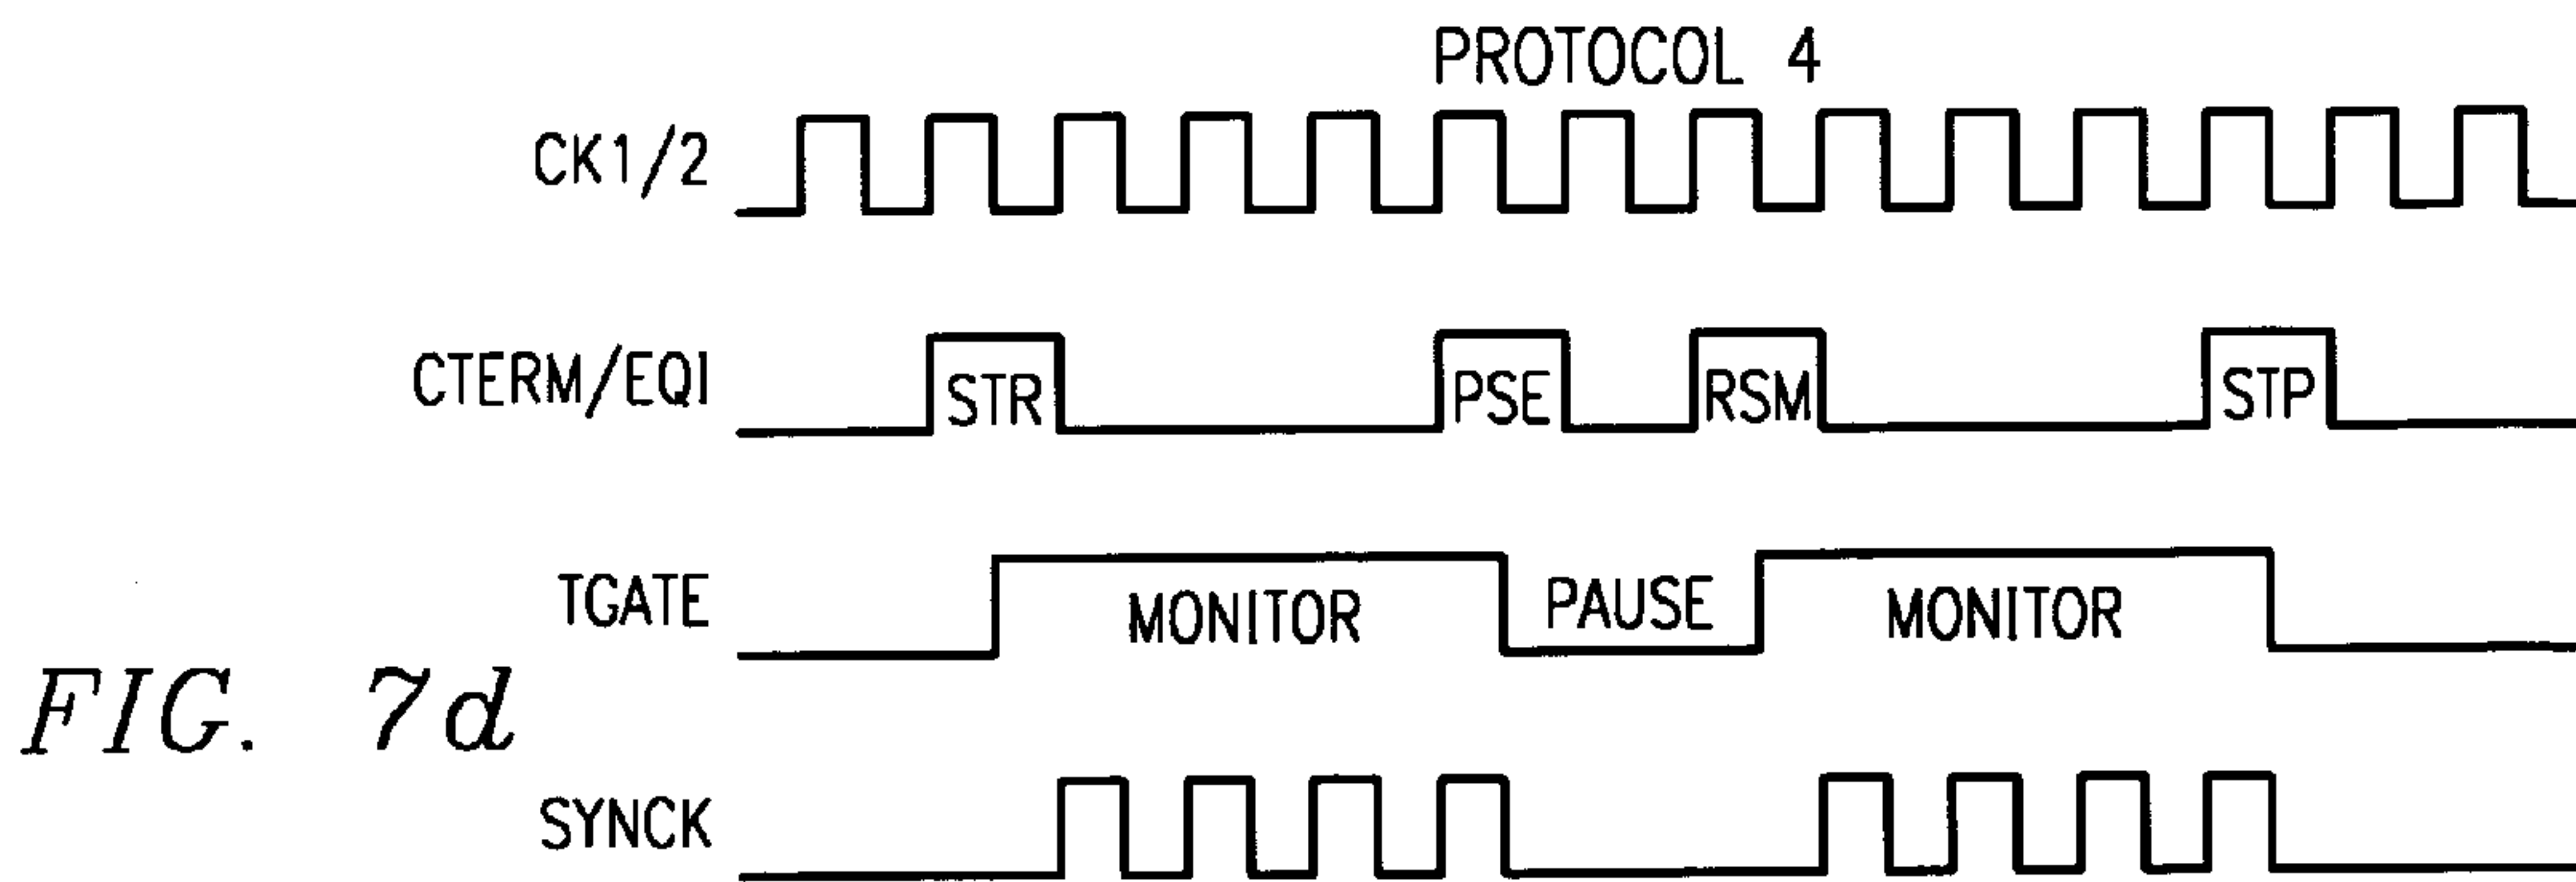 PROTOCOL 4
CK1/2
CTERM/EQI
STR
PSE
RSM
STP
TGATE
MONITOR
PAUSE
MONITOR
FIG. 7d
SYNCK